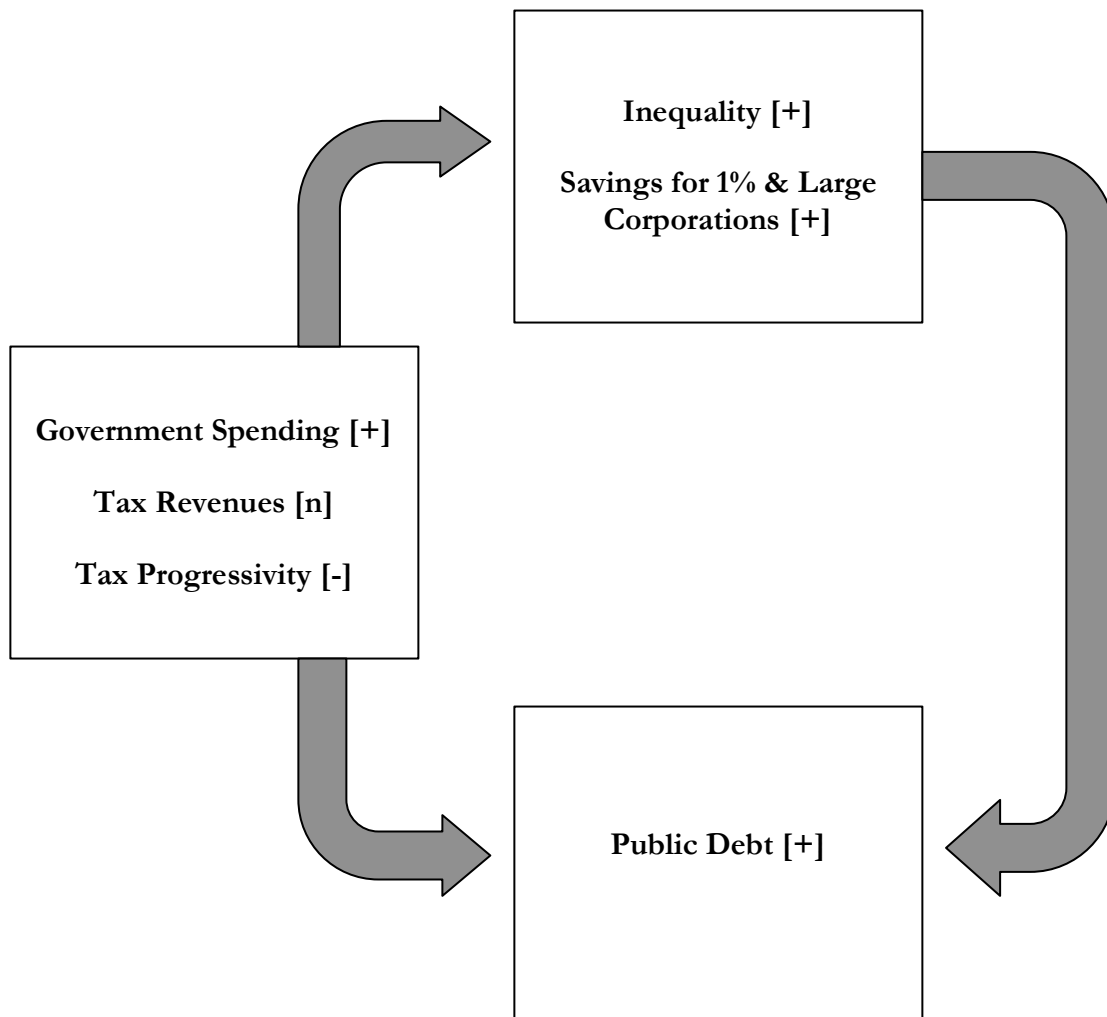 Inequality [+]
Savings for 1% & Large
Corporations [+]
Government Spending [+]
Tax Revenues [n]
Tax Progressivity [-]
Public Debt [+]